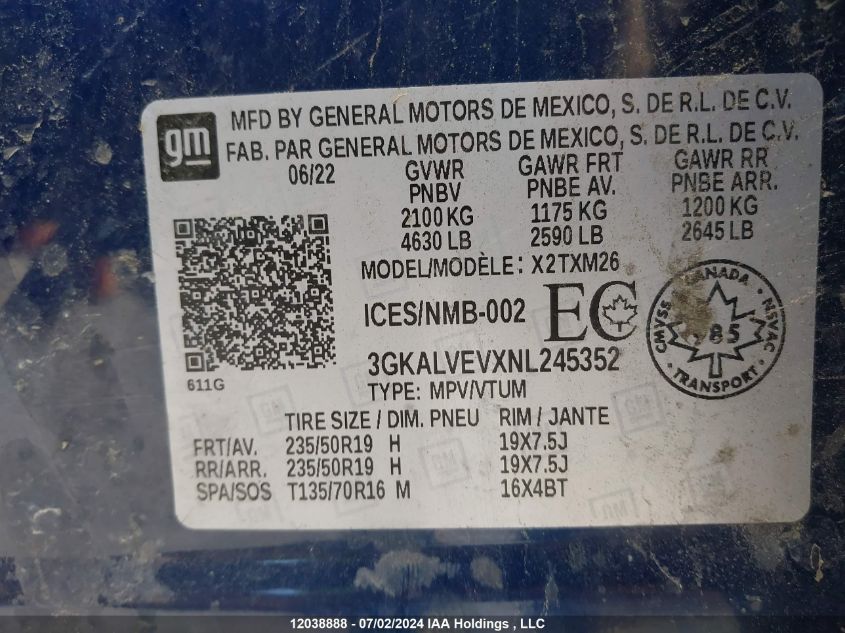 gm
MFD BY GENERAL MOTORS DE MEXICO, S. DE R.L. DE C.V.
FAB. PAR GENERAL MOTORS DE MEXICO, S. DE R.L. DE C.V.
06/22 GVWR GAWR FRT GAWR RR
PNBV PNBE AV. PNBE ARR.
2100 KG 1175 KG 1200 KG
4630 LB 2590 LB 2645 LB
MODEL/MODÈLE: X2TXM26
ICES/NMB-002 EC
CANADA
CMVSS 985 NSVAC
TRANSPORT
3GKALVEVXNL245352
611G
TYPE: MPV/VTUM
TIRE SIZE / DIM. PNEU RIM / JANTE
FRT/AV. 235/50R19 H 19X7.5J
RR/ARR. 235/50R19 H 19X7.5J
SPA/SOS T135/70R16 M 16X4BT
12038888 - 07/02/2024 IAA Holdings, LLC